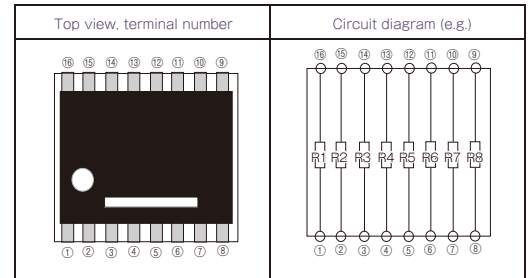 Top view, terminal number
Circuit diagram (e.g.)
⑯ ⑮ ⑭ ⑬ ⑫ ⑪ ⑩ ⑨
① ② ③ ④ ⑤ ⑥ ⑦ ⑧
⑯ ⑮ ⑭ ⑬ ⑫ ⑪ ⑩ ⑨
R1 R2 R3 R4 R5 R6 R7 R8
① ② ③ ④ ⑤ ⑥ ⑦ ⑧